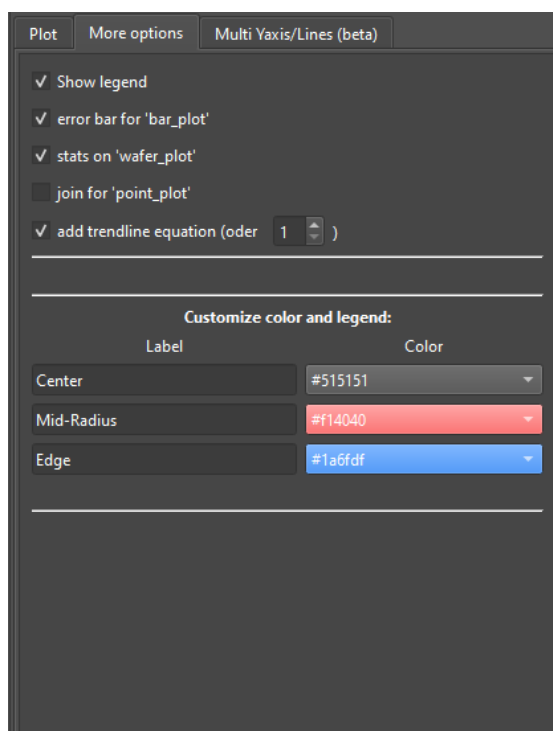 Plot More options Multi Yaxis/Lines (beta)
Show legend
error bar for 'bar_plot'
stats on 'wafer_plot'
join for 'point_plot'
add trendline equation (oder 1 )
Customize color and legend:
Label Color
Center #515151
Mid-Radius #f14040
Edge #1a6fdf